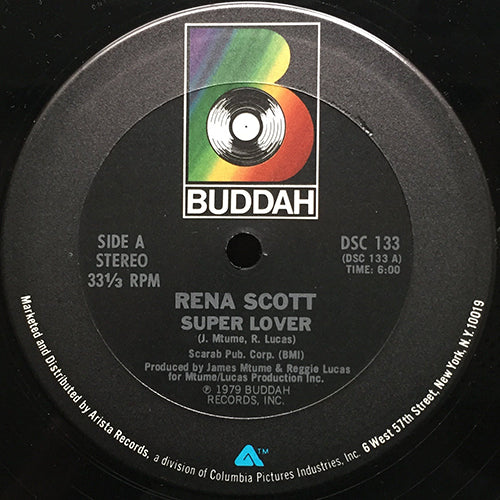 BUDDAH
SIDE A
STEREO
33⅓ RPM
DSC 133
(DSC 133 A)
TIME: 6:00
RENA SCOTT
SUPER LOVER
(J. Mtume, R. Lucas)
Scarab Pub. Corp. (BMI)
Produced by James Mtume & Reggie Lucas
for Mtume/Lucas Production Inc.
℗ 1979 BUDDAH
RECORDS, INC.
A™
Marketed and Distributed by Arista Records, a division of Columbia Pictures Industries, Inc. 6 West 57th Street, New York, N.Y. 10019